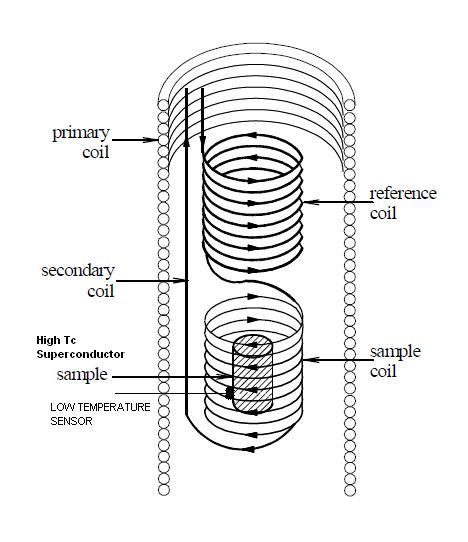 primary
coil
reference
coil
secondary
coil
High Tc
Superconductor
sample
sample
coil
LOW TEMPERATURE
SENSOR